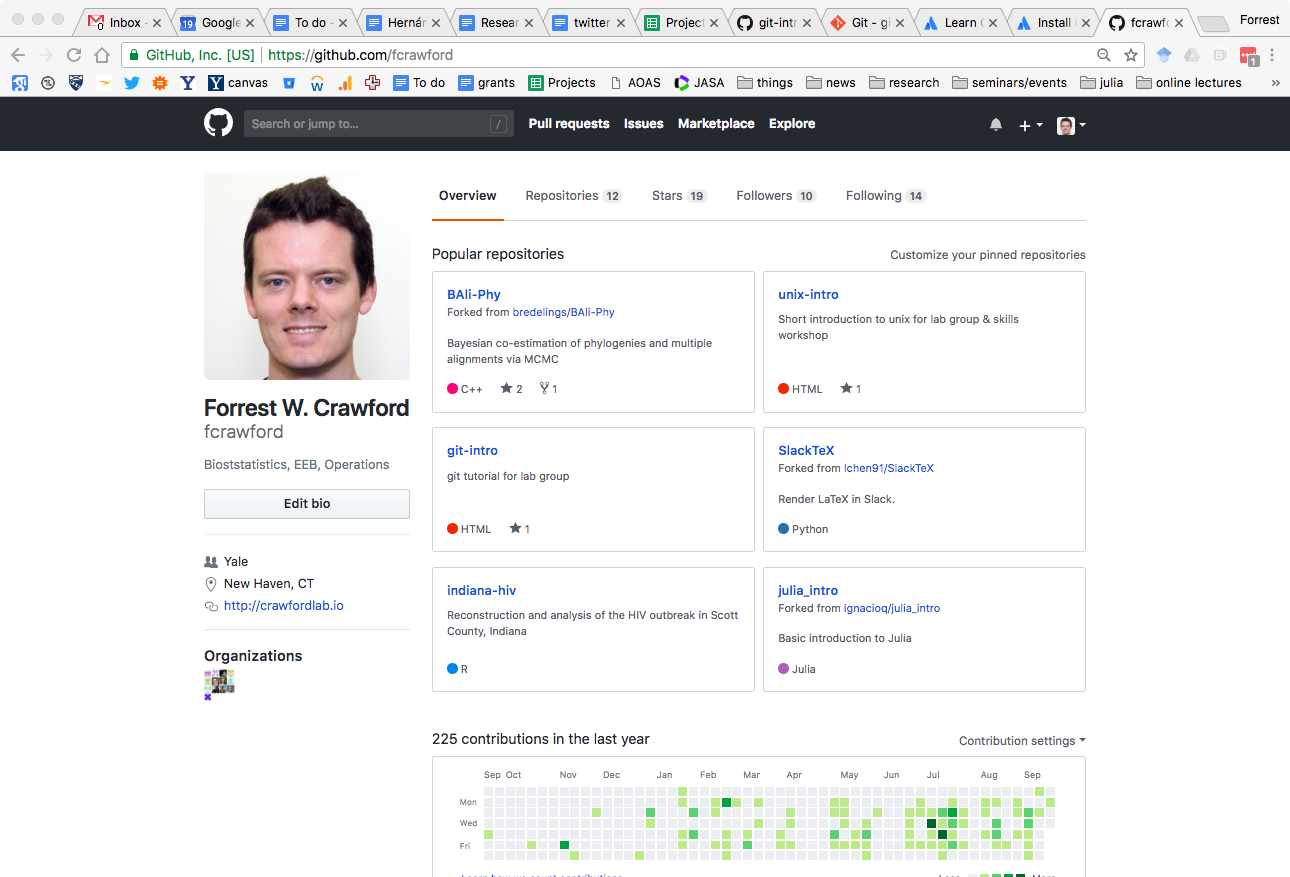 Inbox -
Google
To do -
Hernár
Resear
twitter
Project
git-intr
Git - gi
Learn
Install
fcrawfo
Forrest
GitHub, Inc. [US] https://github.com/fcrawford
canvas
To do
grants
Projects
AOAS
JASA
things
news
research
seminars/events
julia
online lectures
»
Search or jump to...
/
Pull requests
Issues
Marketplace
Explore
Overview
Repositories 12
Stars 19
Followers 10
Following 14
Forrest W. Crawford
fcrawford
Bioststatistics, EEB, Operations
Edit bio
Yale
New Haven, CT
http://crawfordlab.io
Organizations
Popular repositories
Customize your pinned repositories
BAli-Phy
Forked from bredelings/BAli-Phy
Bayesian co-estimation of phylogenies and multiple
alignments via MCMC
C++ 2 1
unix-intro
Short introduction to unix for lab group & skills
workshop
HTML 1
git-intro
git tutorial for lab group
HTML 1
SlackTeX
Forked from lchen91/SlackTeX
Render LaTeX in Slack.
Python
indiana-hiv
Reconstruction and analysis of the HIV outbreak in Scott
County, Indiana
R
julia_intro
Forked from ignacioq/julia_intro
Basic introduction to Julia
Julia
225 contributions in the last year
Contribution settings
Sep Oct Nov Dec Jan Feb Mar Apr May Jun Jul Aug Sep
Mon
Wed
Fri